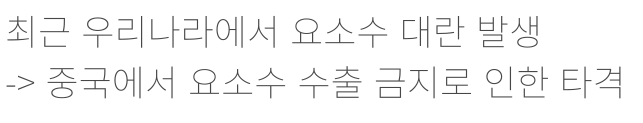 최근 우리나라에서 요소수 대란 발생
-> 중국에서 요소수 수출 금지로 인한 타격